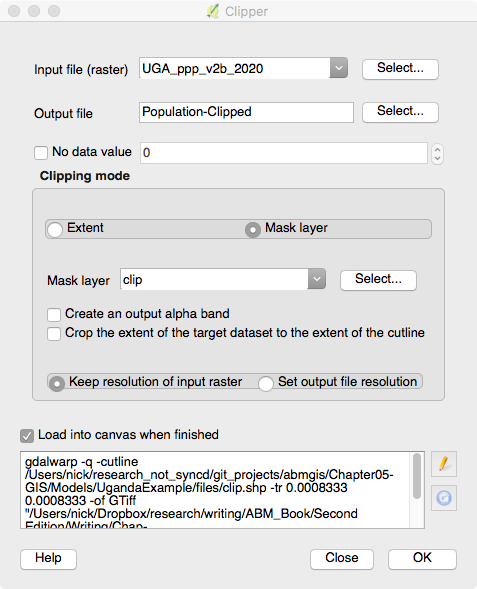 Clipper
Input file (raster) UGA_ppp_v2b_2020 Select...
Output file Population-Clipped Select...
No data value 0
Clipping mode
Extent Mask layer
Mask layer clip Select...
Create an output alpha band
Crop the extent of the target dataset to the extent of the cutline
Keep resolution of input raster Set output file resolution
Load into canvas when finished
gdalwarp -q -cutline
/Users/nick/research_not_syncd/git_projects/abmgis/Chapter05-
GIS/Models/UgandaExample/files/clip.shp -tr 0.0008333
0.0008333 -of GTiff
"/Users/nick/Dropbox/research/writing/ABM_Book/Second
Edition/Writing/Chap-
Help Close OK